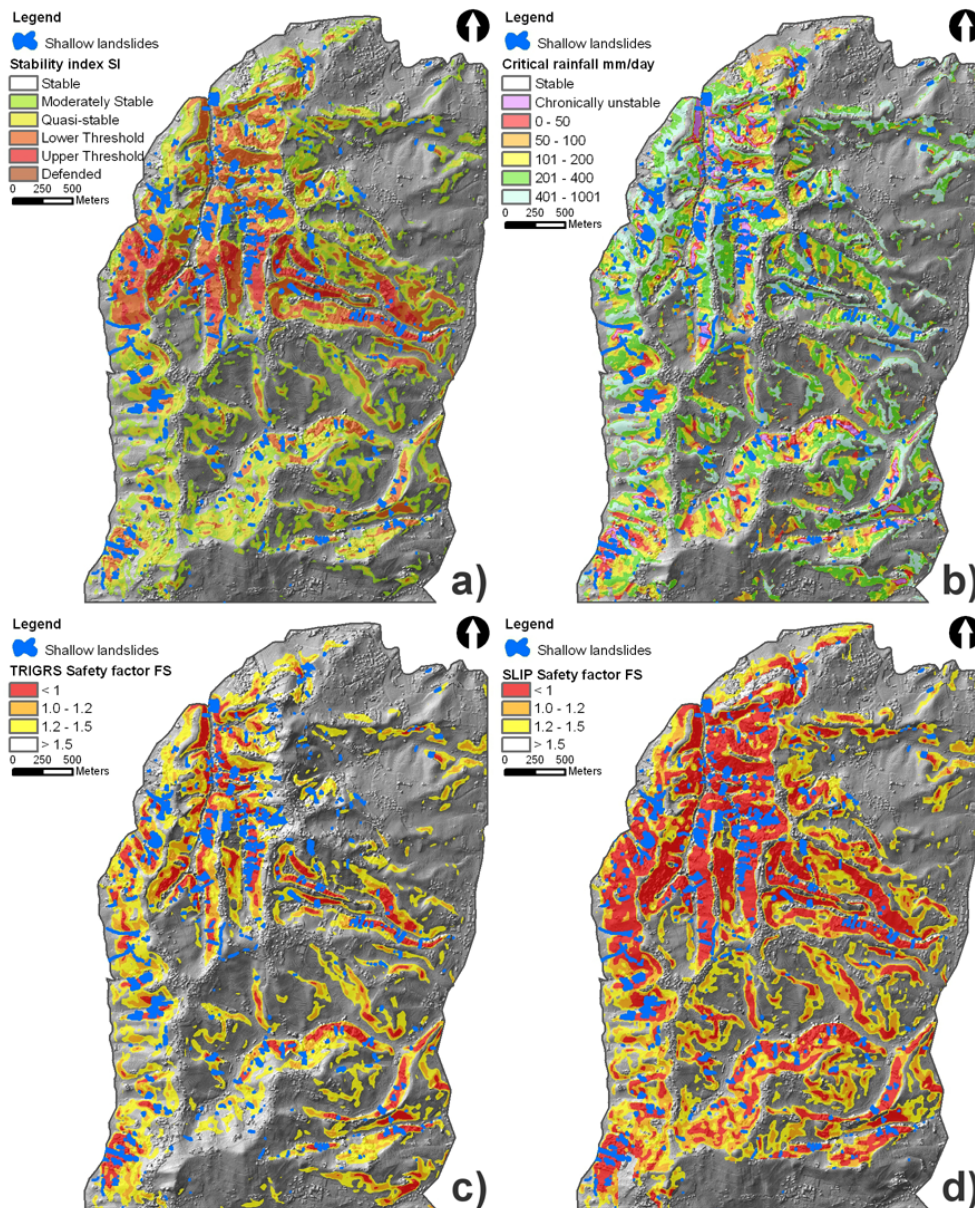 Legend
Shallow landslides
Stability index SI
Stable
Moderately Stable
Quasi-stable
Lower Threshold
Upper Threshold
Defended
0 250 500
Meters
a)
Legend
Shallow landslides
Critical rainfall mm/day
Stable
Chronically unstable
0 - 50
50 - 100
101 - 200
201 - 400
401 - 1001
0 250 500
Meters
b)
Legend
Shallow landslides
TRIGRS Safety factor FS
< 1
1.0 - 1.2
1.2 - 1.5
> 1.5
0 250 500
Meters
c)
Legend
Shallow landslides
SLIP Safety factor FS
< 1
1.0 - 1.2
1.2 - 1.5
> 1.5
0 250 500
Meters
d)